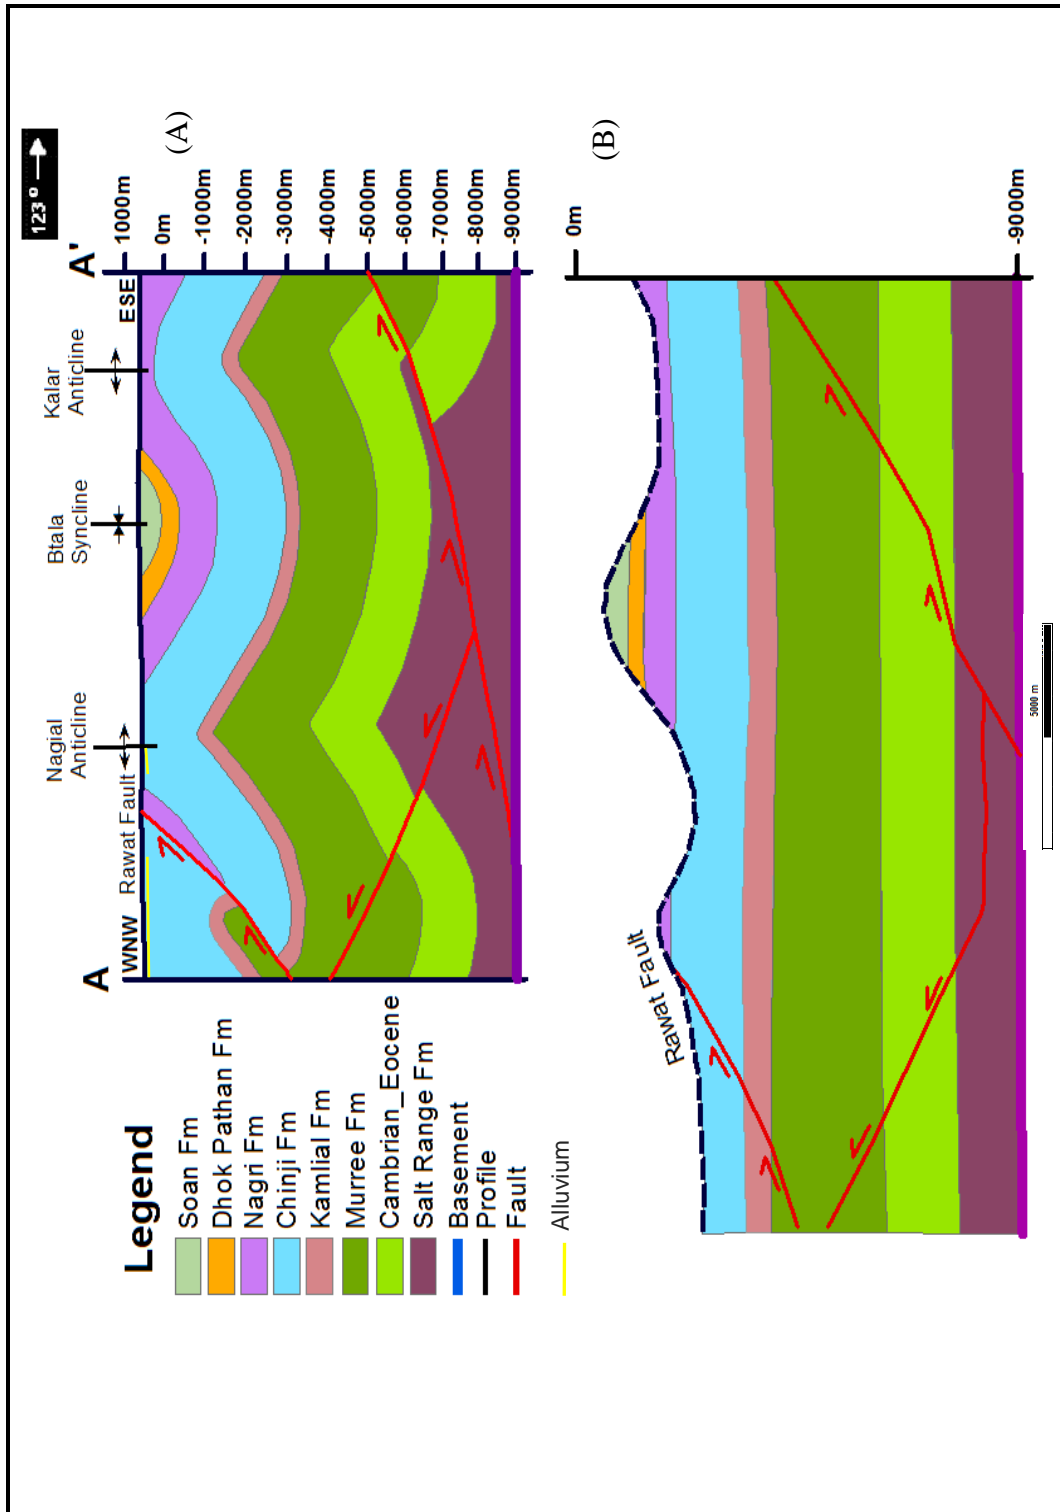 123° →
(A)
A
A'
WNW
ESE
Rawat Fault
Nagial
Anticline
Btala
Syncline
Kalar
Anticline
1000m
0m
-1000m
-2000m
-3000m
-4000m
-5000m
-6000m
-7000m
-8000m
-9000m
Legend
Soan Fm
Dhok Pathan Fm
Nagri Fm
Chinji Fm
Kamlial Fm
Murree Fm
Cambrian_Eocene
Salt Range Fm
Basement
Profile
Fault
Alluvium
(B)
0m
-9000m
Rawat Fault
5000 m